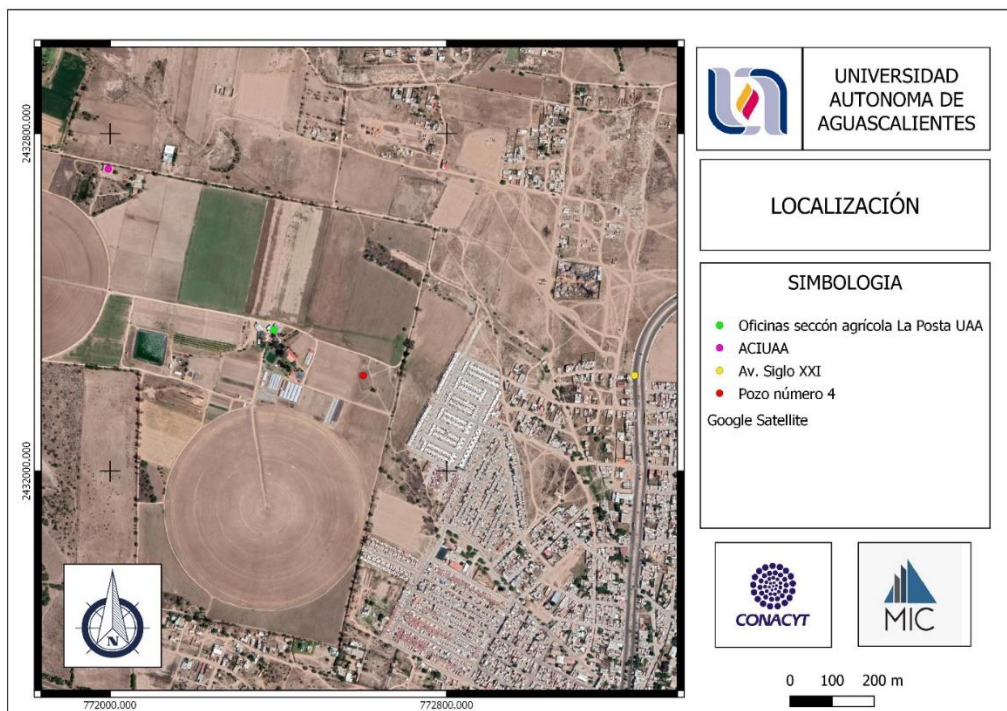 2432800.000
2432000.000
772000.000
772800.000
N
UNIVERSIDAD
AUTONOMA DE
AGUASCALIENTES
LOCALIZACIÓN
SIMBOLOGIA
Oficinas seccón agrícola La Posta UAA
ACIUAA
Av. Siglo XXI
Pozo número 4
Google Satellite
CONACYT
MIC
0 100 200 m